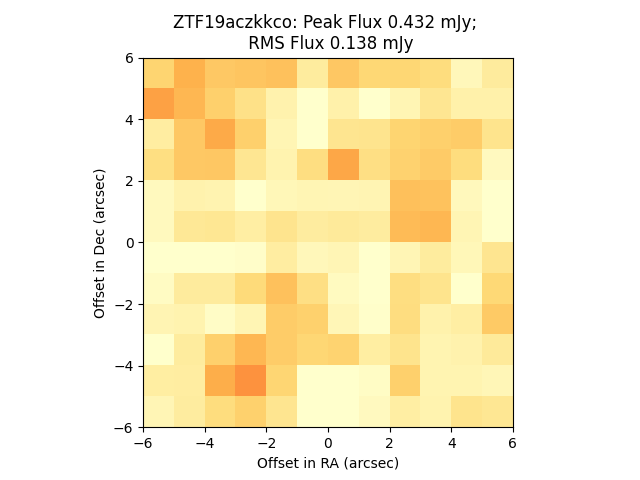 ZTF19aczkkco: Peak Flux 0.432 mJy;
RMS Flux 0.138 mJy
6
4
2
0
−2
−4
−6
Offset in Dec (arcsec)
−6 −4 −2 0 2 4 6
Offset in RA (arcsec)